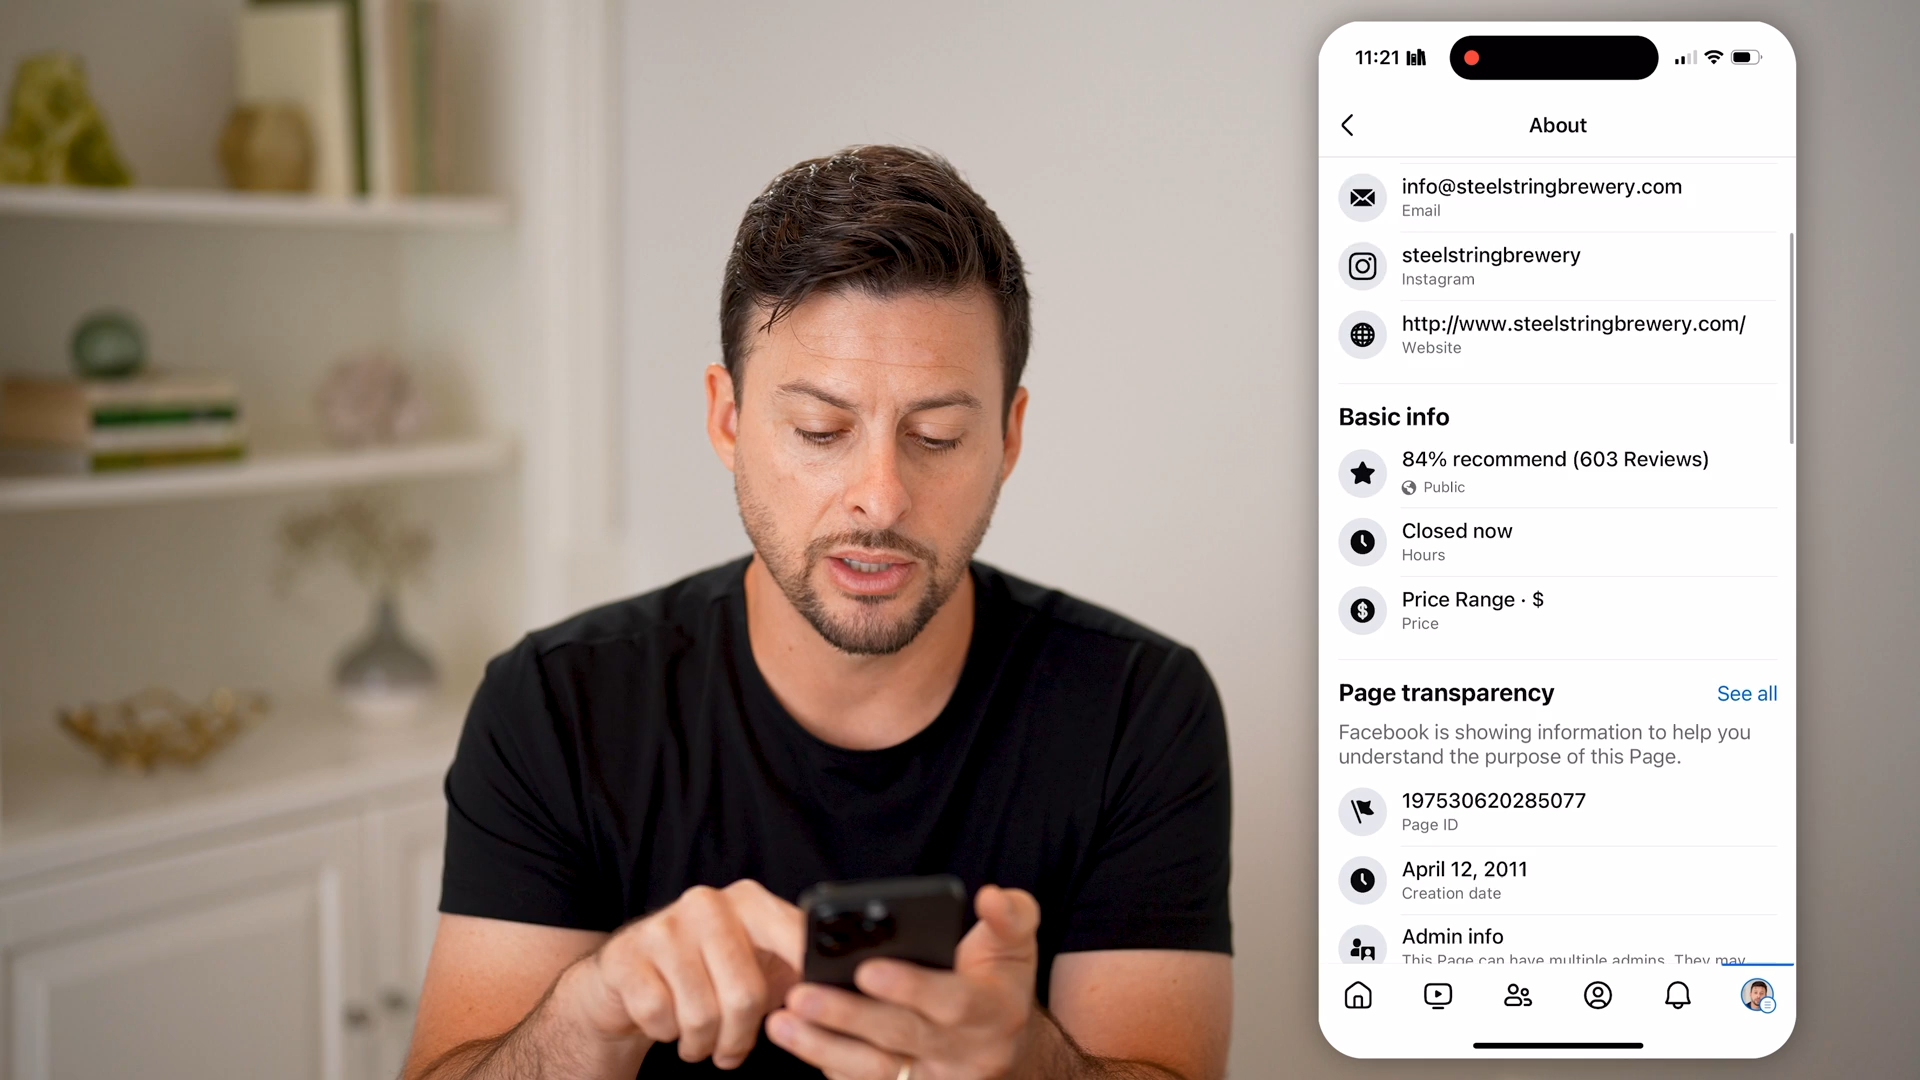 11:21
About
info@steelstringbrewery.com
Email
steelstringbrewery
Instagram
http://www.steelstringbrewery.com/
Website
Basic info
84% recommend (603 Reviews)
Public
Closed now
Hours
Price Range · $
Price
Page transparency
See all
Facebook is showing information to help you
understand the purpose of this Page.
197530620285077
Page ID
April 12, 2011
Creation date
Admin info
This Page can have multiple admins. They may